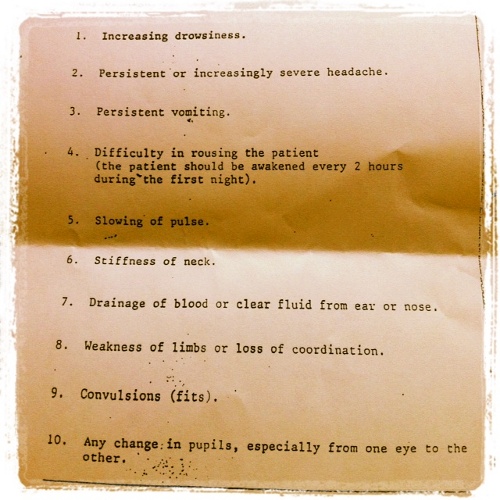 1. Increasing drowsiness.
2. Persistent or increasingly severe headache.
3. Persistent vomiting.
4. Difficulty in rousing the patient
(the patient should be awakened every 2 hours
during the first night).
5. Slowing of pulse.
6. Stiffness of neck.
7. Drainage of blood or clear fluid from ear or nose.
8. Weakness of limbs or loss of coordination.
9. Convulsions (fits).
10. Any change in pupils, especially from one eye to the
other.